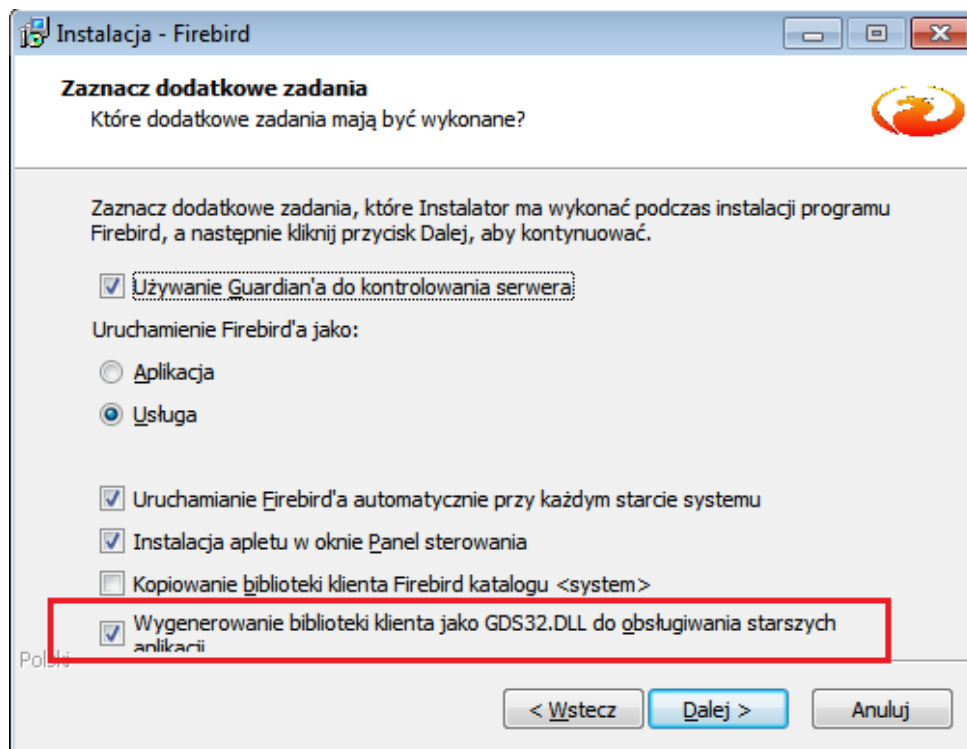 Instalacja - Firebird
Zaznacz dodatkowe zadania
Które dodatkowe zadania mają być wykonane?
Zaznacz dodatkowe zadania, które Instalator ma wykonać podczas instalacji programu
Firebird, a następnie kliknij przycisk Dalej, aby kontynuować.
Używanie Guardian'a do kontrolowania serwera
Uruchamienie Firebird'a jako:
Aplikacja
Usługa
Uruchamianie Firebird'a automatycznie przy każdym starcie systemu
Instalacja apletu w oknie Panel sterowania
Kopiowanie biblioteki klienta Firebird katalogu <system>
Wygenerowanie biblioteki klienta jako GDS32.DLL do obsługiwania starszych
aplikacji
Polski
< Wstecz
Dalej >
Anuluj